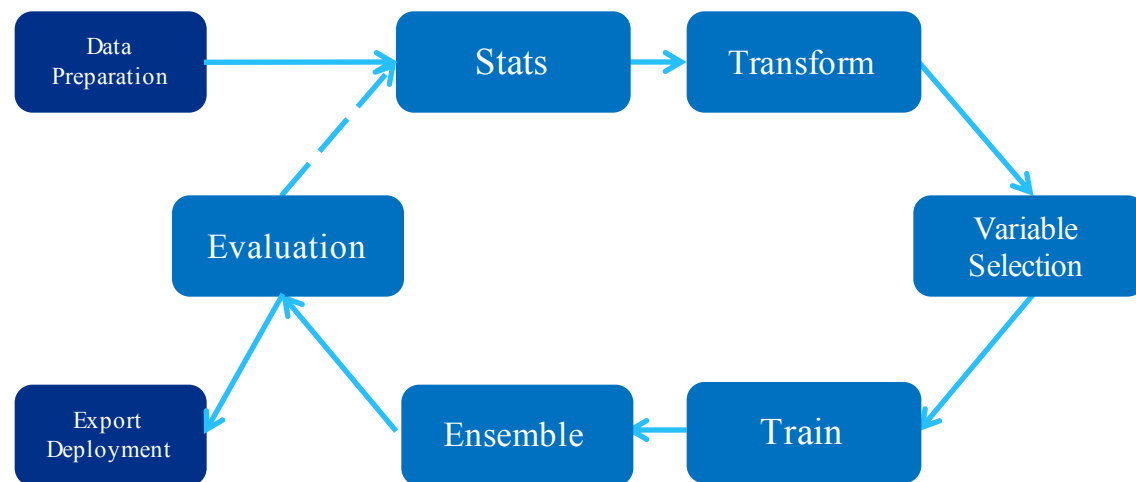 Data
Preparation
Stats
Transform
Evaluation
Variable
Selection
Export
Deployment
Ensemble
Train